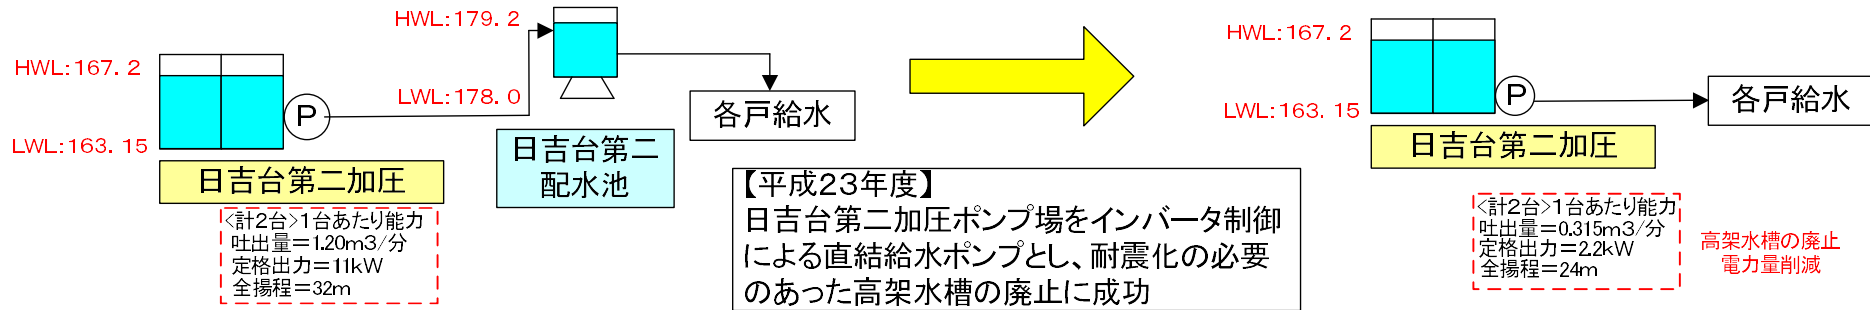 HWL:167.2
LWL:163.15
P
日吉台第二加圧
<計2台>1台あたり能力
吐出量=1.20m3/分
定格出力=11kW
全揚程=32m
HWL:179.2
LWL:178.0
日吉台第二
配水池
各戸給水
【平成23年度】
日吉台第二加圧ポンプ場をインバータ制御
による直結給水ポンプとし、耐震化の必要
のあった高架水槽の廃止に成功
HWL:167.2
LWL:163.15
P
各戸給水
日吉台第二加圧
<計2台>1台あたり能力
吐出量=0.315m3/分
定格出力=2.2kW
全揚程=24m
高架水槽の廃止
電力量削減